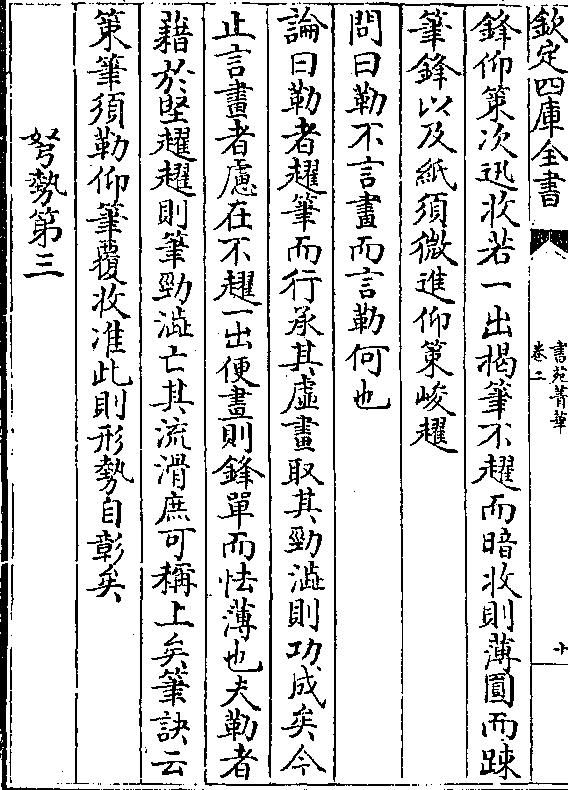 欽定四庫全書
書苑菁華
卷二
十
鋒仰策次迅收若一出揭筆不趯而暗收則薄圓而踈
筆鋒以及紙須微進仰策峻趯
問曰勒不言畫而言勒何也
論曰勒者趯筆而行承其虛畫取其勁澁則功成矣今
止言畫者慮在不趯一出便畫則鋒單而怯薄也夫勒者
藉於堅趯趯則筆勁澁亡其流滑庶可稱上矣筆訣云
策筆須勒仰筆覆收准此則形勢自彰矣
努勢第三